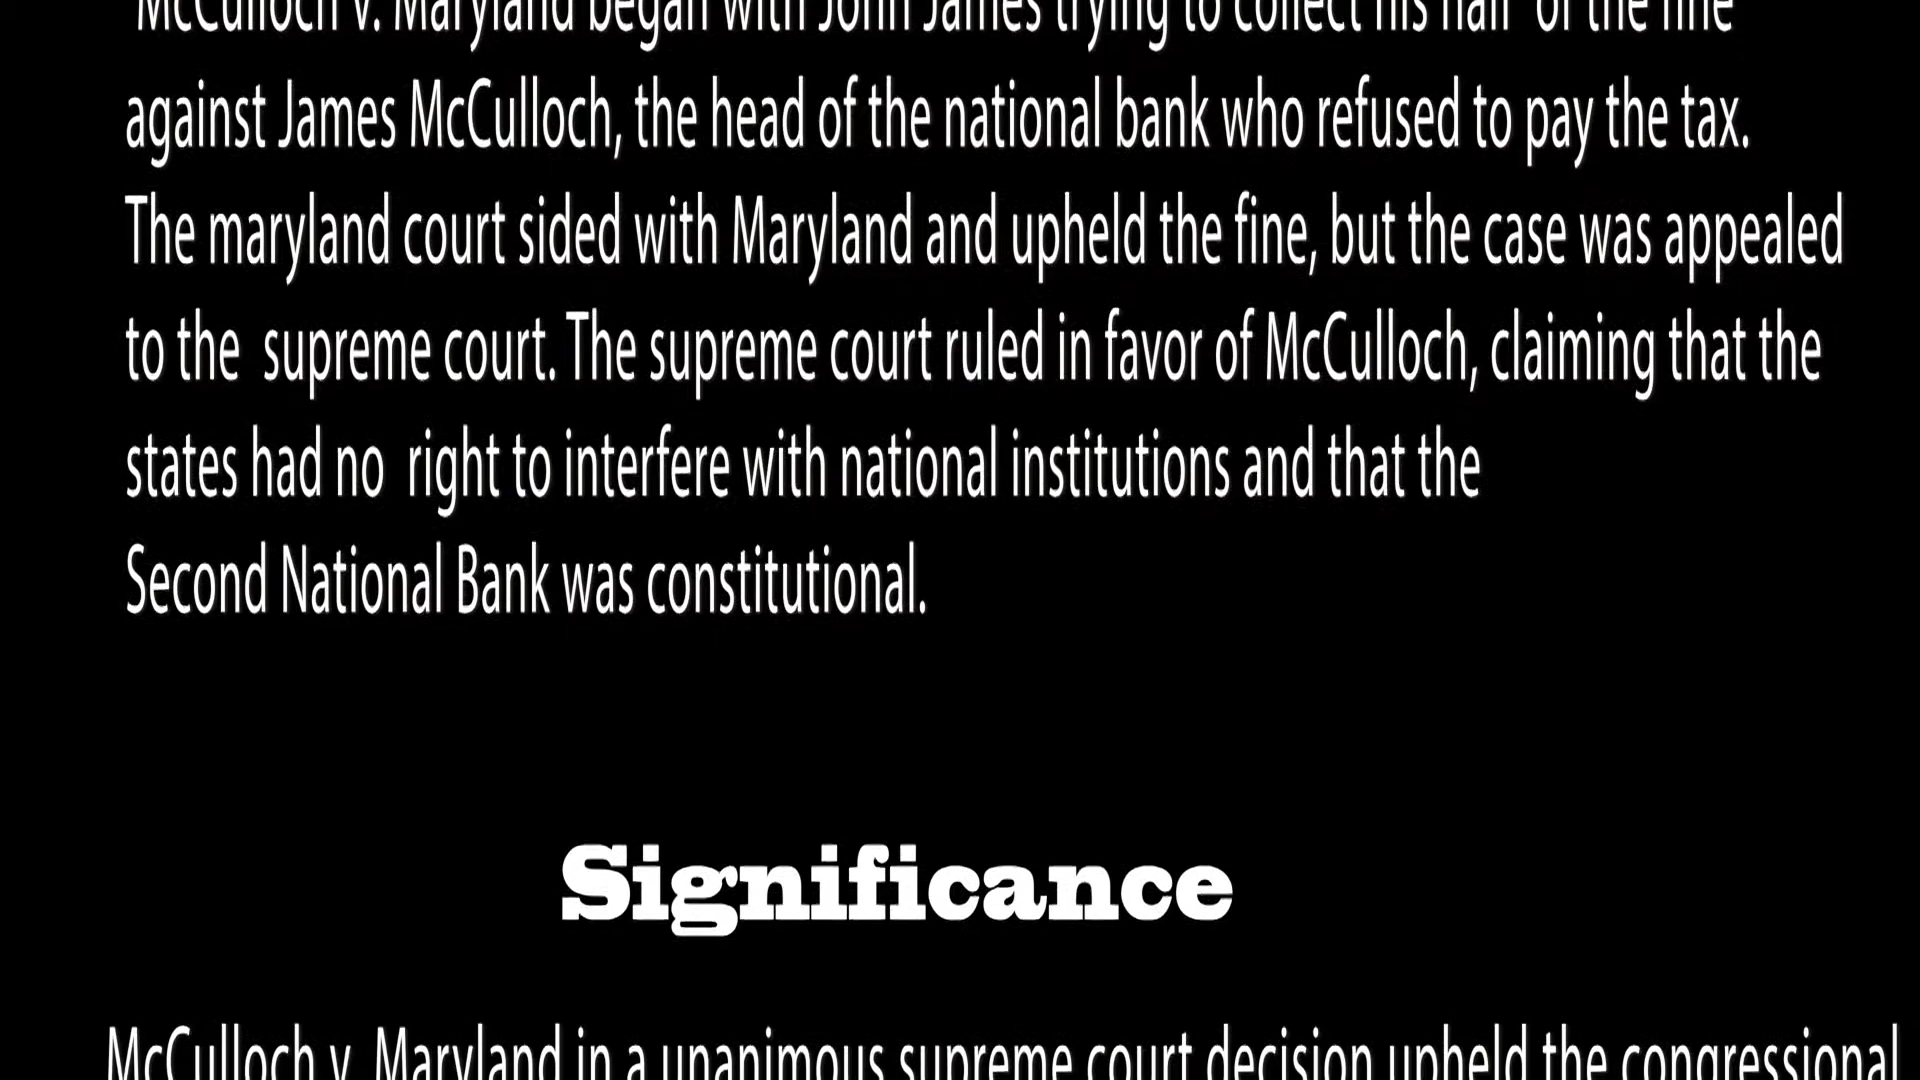 McCulloch v. Maryland began with John James trying to collect his half of the fine
against James McCulloch, the head of the national bank who refused to pay the tax.
The maryland court sided with Maryland and upheld the fine, but the case was appealed
to the supreme court. The supreme court ruled in favor of McCulloch, claiming that the
states had no right to interfere with national institutions and that the
Second National Bank was constitutional.
Significance
McCulloch v. Maryland in a unanimous supreme court decision upheld the congressional